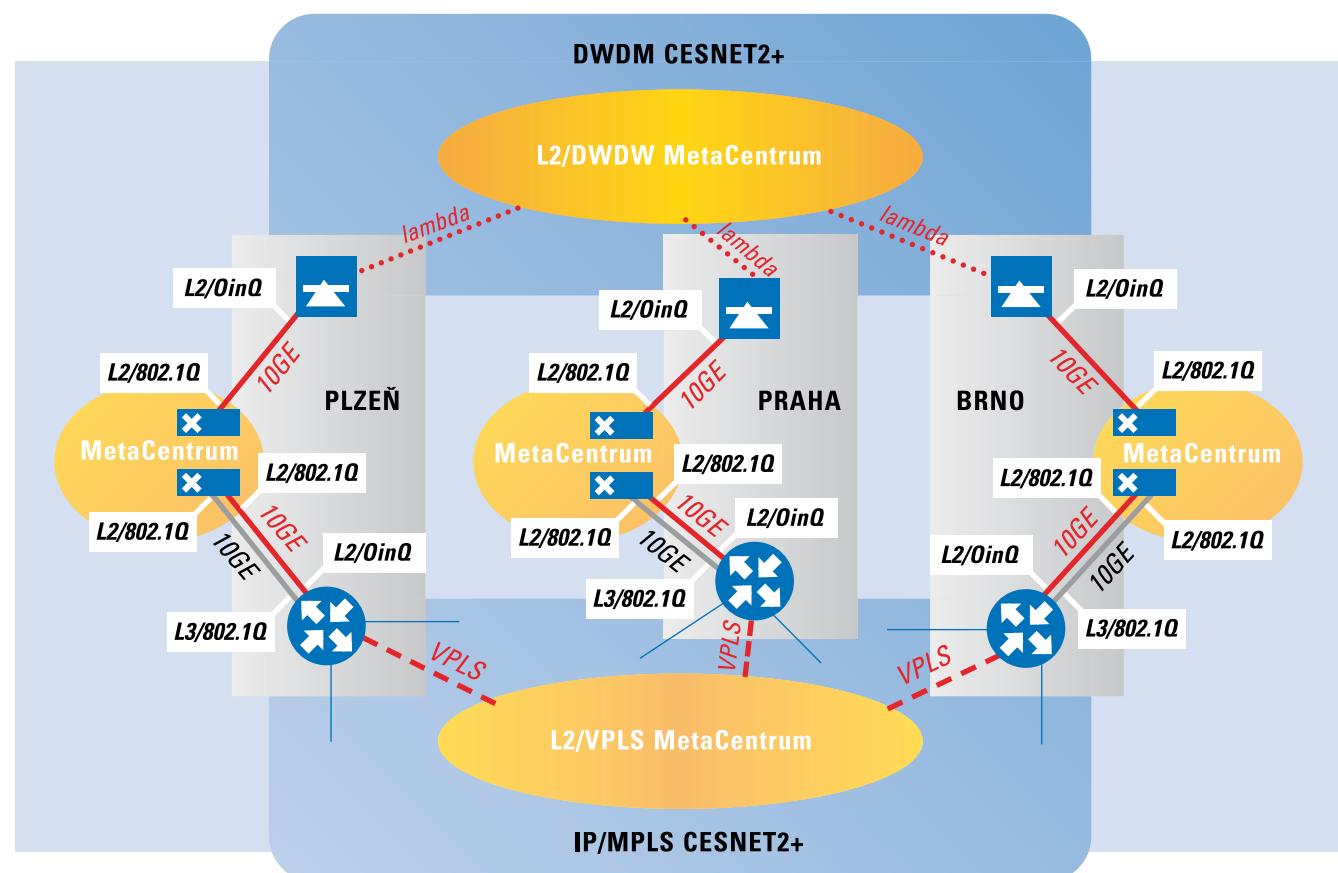 DWDM CESNET2+
L2/DWDW MetaCentrum
lambda
lambda
lambda
L2/QinQ
L2/QinQ
L2/QinQ
10GE
10GE
10GE
L2/802.1Q
L2/802.1Q
L2/802.1Q
PLZEŇ
PRAHA
BRNO
MetaCentrum
MetaCentrum
MetaCentrum
L2/802.1Q
L2/802.1Q
L2/802.1Q
L2/802.1Q
L2/802.1Q
L2/802.1Q
10GE
10GE
10GE
10GE
10GE
10GE
L2/QinQ
L2/QinQ
L2/QinQ
L3/802.1Q
L3/802.1Q
L3/802.1Q
VPLS
VPLS
VPLS
L2/VPLS MetaCentrum
IP/MPLS CESNET2+